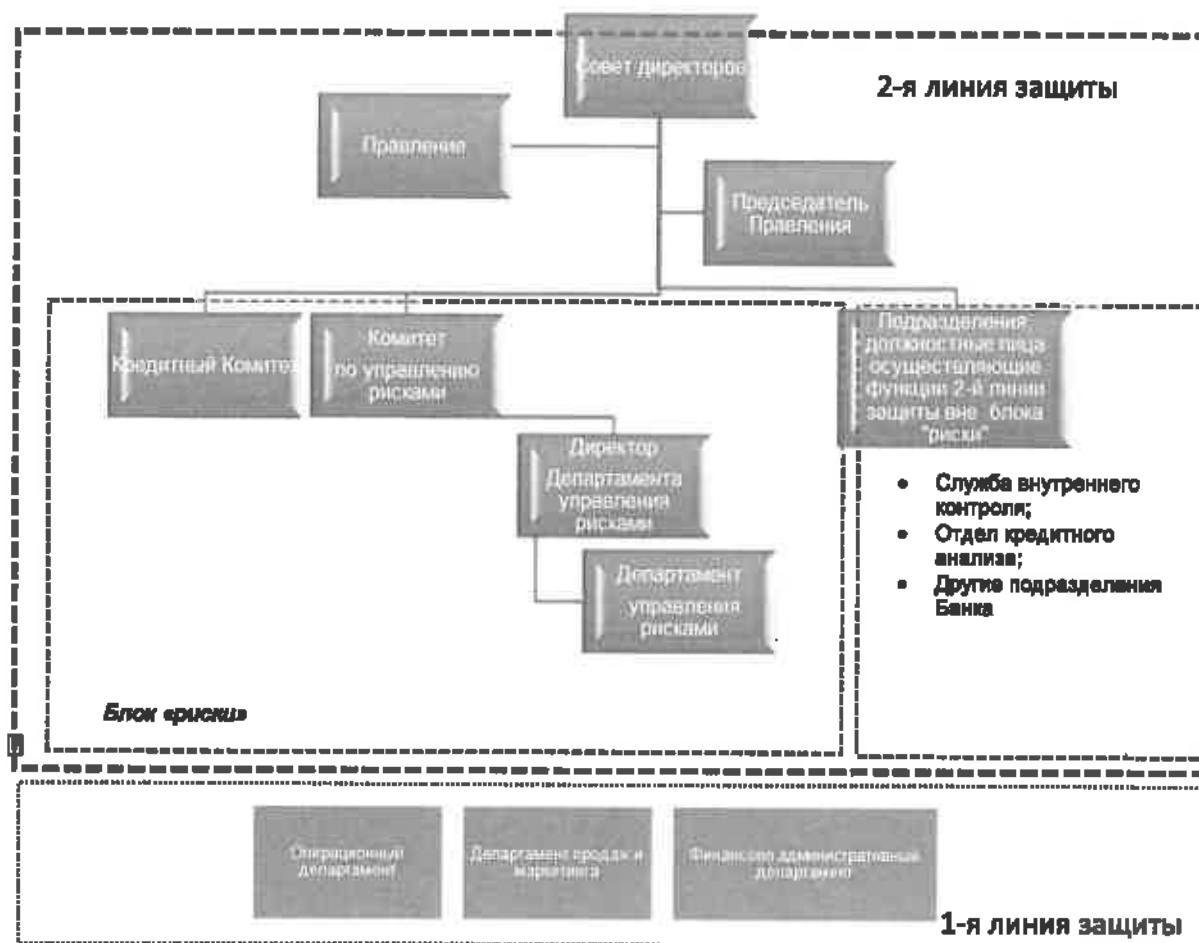 Совет директоров
2-я линия защиты
Правление
Председатель
Правления
Кредитный Комитет
Комитет
по управлению
рисками
Подразделения,
должностные лица
осуществляющие
функции 2-й линии
защиты вне блока
"риски"
Директор
Департамента
управления
рисками
Департамент
управления
рисками
• Служба внутреннего
контроля;
• Отдел кредитного
анализа;
• Другие подразделения
Банка
Блок «риски»
Операционный
департамент
Департамент продаж и
маркетинга
Финансово административный
департамент
1-я линия защиты